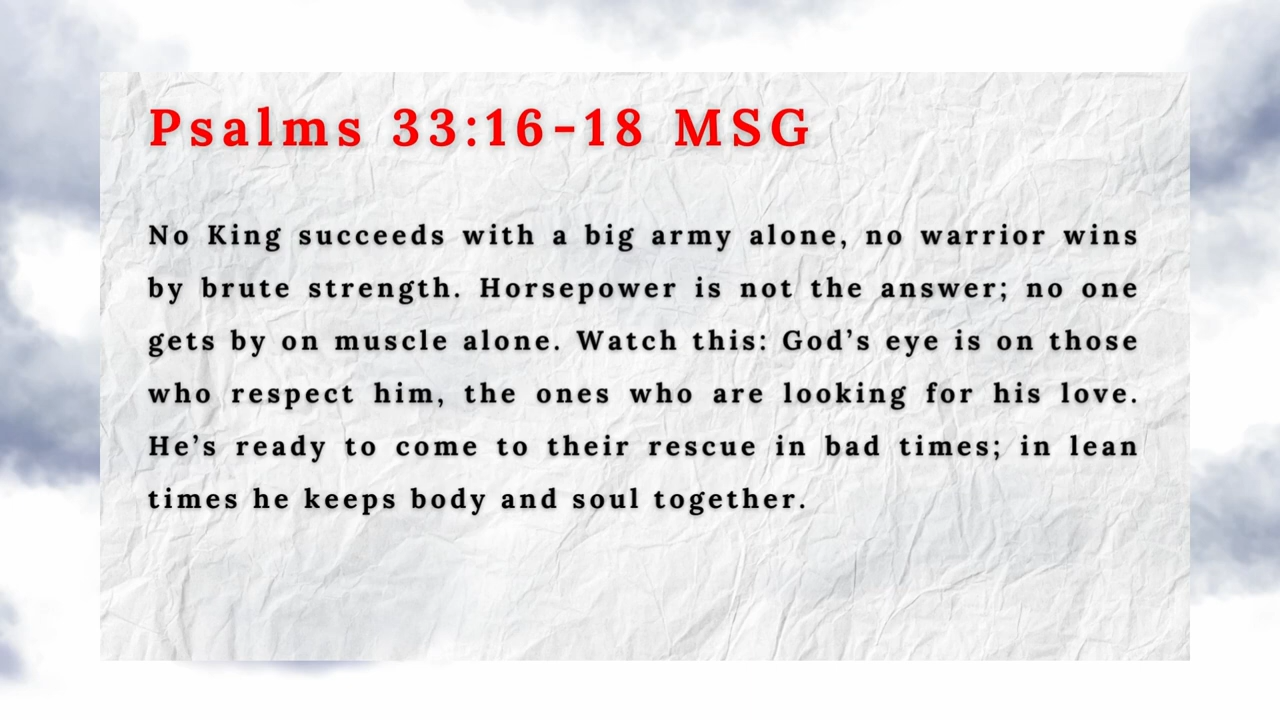 Psalms 33:16-18 MSG
No King succeeds with a big army alone, no warrior wins
by brute strength. Horsepower is not the answer; no one
gets by on muscle alone. Watch this: God’s eye is on those
who respect him, the ones who are looking for his love.
He’s ready to come to their rescue in bad times; in lean
times he keeps body and soul together.